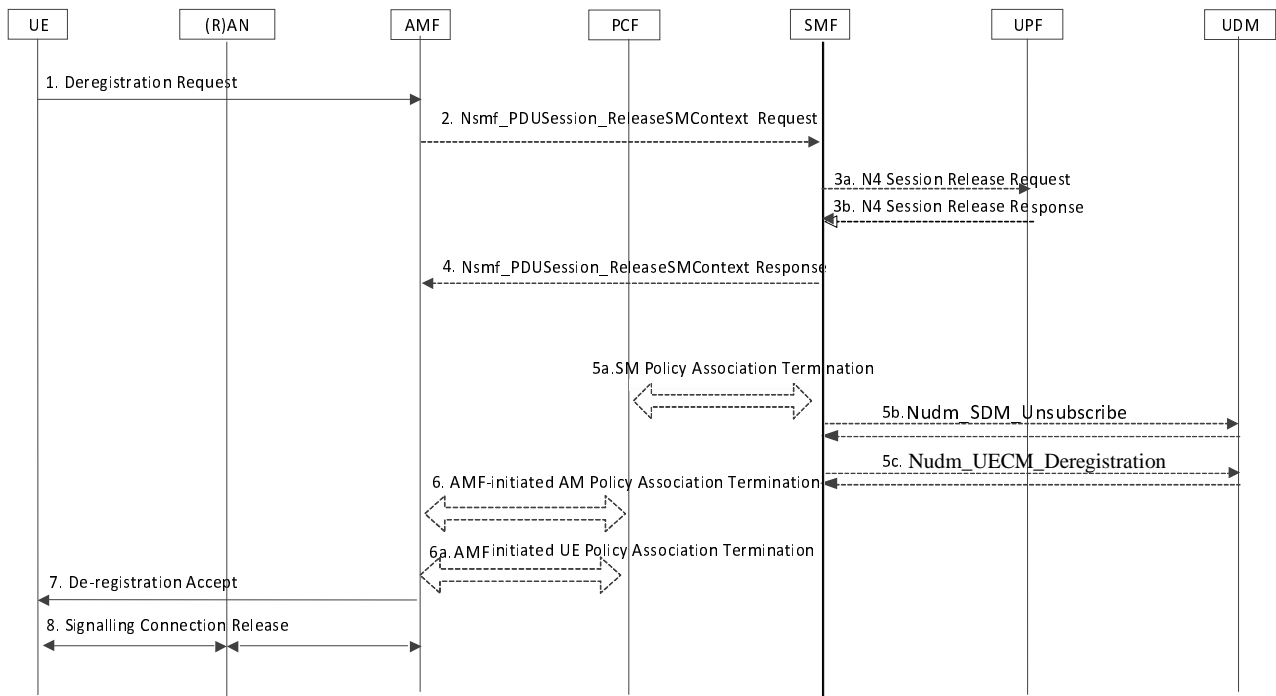 UE
(R)AN
AMF
PCF
SMF
UPF
UDM
1. Deregistration Request
2. Nsmf_PDUSession_ReleaseSMContext Request
3a. N4 Session Release Request
3b. N4 Session Release Response
4. Nsmf_PDUSession_ReleaseSMContext Response
5a.SM Policy Association Termination
5b. Nudm_SDM_Unsubscribe
5c. Nudm_UECM_Deregistration
6. AMF-initiated AM Policy Association Termination
6a.AMF initiated UE Policy Association Termination
7. De-registration Accept
8. Signalling Connection Release